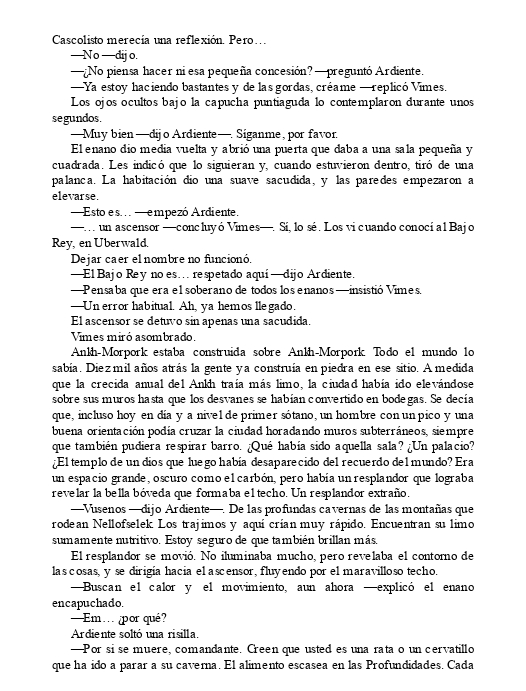 Cascolisto merecía una reflexión. Pero…
—No —dijo.
—¿No piensa hacer ni esa pequeña concesión? —preguntó Ardiente.
—Ya estoy haciendo bastantes y de las gordas, créame —replicó Vimes.
Los ojos ocultos bajo la capucha puntiaguda lo contemplaron durante unos
segundos.
—Muy bien —dijo Ardiente—. Síganme, por favor.
El enano dio media vuelta y abrió una puerta que daba a una sala pequeña y
cuadrada. Les indicó que lo siguieran y, cuando estuvieron dentro, tiró de una
palanca. La habitación dio una suave sacudida, y las paredes empezaron a
elevarse.
—Esto es… —empezó Ardiente.
—… un ascensor —concluyó Vimes—. Sí, lo sé. Los vi cuando conocí al Bajo
Rey, en Uberwald.
Dejar caer el nombre no funcionó.
—El Bajo Rey no es… respetado aquí —dijo Ardiente.
—Pensaba que era el soberano de todos los enanos —insistió Vimes.
—Un error habitual. Ah, ya hemos llegado.
El ascensor se detuvo sin apenas una sacudida.
Vimes miró asombrado.
Ankh-Morpork estaba construida sobre Ankh-Morpork. Todo el mundo lo
sabía. Diez mil años atrás la gente ya construía en piedra en ese sitio. A medida
que la crecida anual del Ankh traía más limo, la ciudad había ido elevándose
sobre sus muros hasta que los desvanes se habían convertido en bodegas. Se decía
que, incluso hoy en día y a nivel de primer sótano, un hombre con un pico y una
buena orientación podía cruzar la ciudad horadando muros subterráneos, siempre
que también pudiera respirar barro. ¿Qué había sido aquella sala? ¿Un palacio?
¿El templo de un dios que luego había desaparecido del recuerdo del mundo? Era
un espacio grande, oscuro como el carbón, pero había un resplandor que lograba
revelar la bella bóveda que formaba el techo. Un resplandor extraño.
—Vusenos —dijo Ardiente—. De las profundas cavernas de las montañas que
rodean Nellofselek. Los trajimos y aquí crían muy rápido. Encuentran su limo
sumamente nutritivo. Estoy seguro de que también brillan más.
El resplandor se movió. No iluminaba mucho, pero revelaba el contorno de
las cosas, y se dirigía hacia el ascensor, fluyendo por el maravilloso techo.
—Buscan el calor y el movimiento, aun ahora —explicó el enano
encapuchado.
—Em… ¿por qué?
Ardiente soltó una risilla.
—Por si se muere, comandante. Creen que usted es una rata o un cervatillo
que ha ido a parar a su caverna. El alimento escasea en las Profundidades. Cada